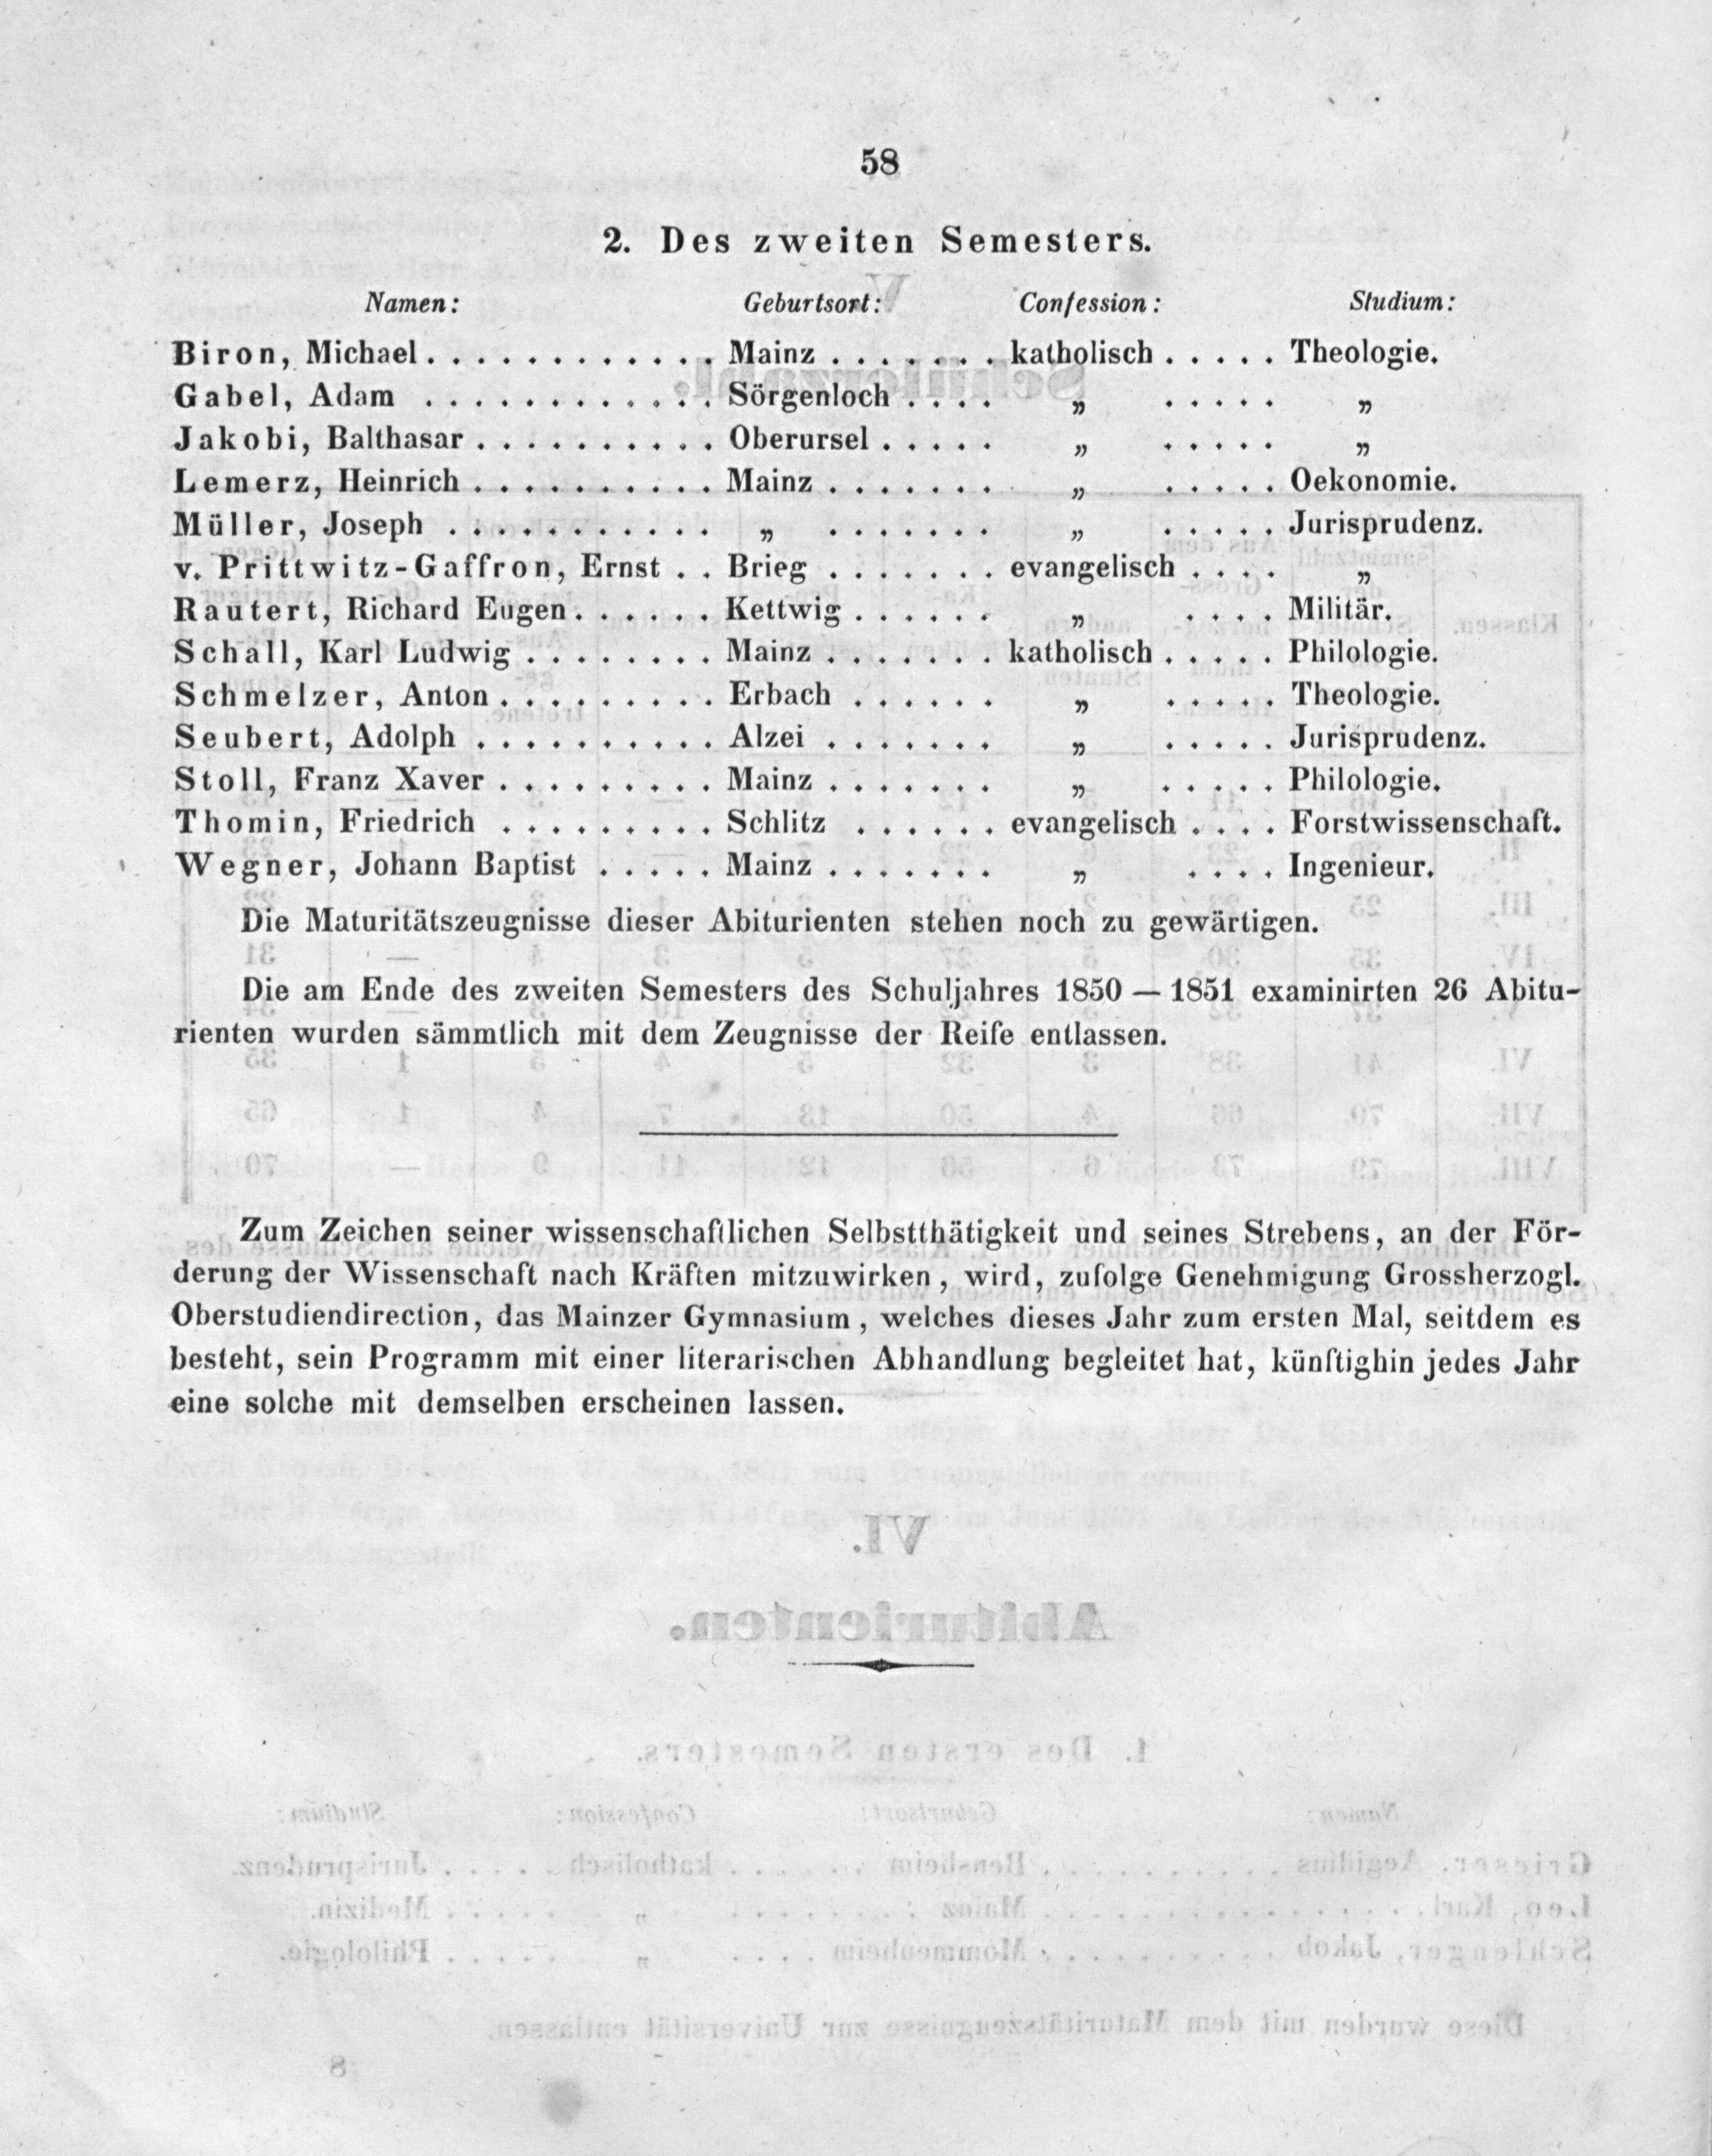 58
2. Des zweiten Semesters.
Namen: Geburtsort: Confession: Studium:
Biron, Michael . . . . . . . . . . . . Mainz . . . . . . . katholisch . . . . . Theologie.
Gabel, Adam . . . . . . . . . . . . Sörgenloch . . . . „ . . . . . „
Jakobi, Balthasar . . . . . . . . . . Oberursel . . . . . „ . . . . . „
Lemerz, Heinrich . . . . . . . . . . Mainz . . . . . . . „ . . . . . Oekonomie.
Müller, Joseph . . . . . . . . . . . „ . . . . . . . „ . . . . . Jurisprudenz.
v. Prittwitz-Gaffron, Ernst . . Brieg . . . . . . . evangelisch . . . . „
Rautert, Richard Eugen . . . . . . Kettwig . . . . . . „ . . . . Militär.
Schall, Karl Ludwig . . . . . . . . Mainz . . . . . . . katholisch . . . . . Philologie.
Schmelzer, Anton . . . . . . . . . Erbach . . . . . . „ . . . . . Theologie.
Seubert, Adolph . . . . . . . . . . Alzei . . . . . . . „ . . . . . Jurisprudenz.
Stoll, Franz Xaver . . . . . . . . . Mainz . . . . . . . „ . . . . . Philologie.
Thomin, Friedrich . . . . . . . . . Schlitz . . . . . . evangelisch . . . . Forstwissenschaft.
Wegner, Johann Baptist . . . . . Mainz . . . . . . . „ . . . . Ingenieur.
Die Maturitätszeugnisse dieser Abiturienten stehen noch zu gewärtigen.
Die am Ende des zweiten Semesters des Schuljahres 1850 — 1851 examinirten 26 Abitu-
rienten wurden sämmtlich mit dem Zeugnisse der Reife entlassen.
Zum Zeichen seiner wissenschaftlichen Selbstthätigkeit und seines Strebens, an der För-
derung der Wissenschaft nach Kräften mitzuwirken, wird, zufolge Genehmigung Grossherzogl.
Oberstudiendirection, das Mainzer Gymnasium, welches dieses Jahr zum ersten Mal, seitdem es
besteht, sein Programm mit einer literarischen Abhandlung begleitet hat, künftighin jedes Jahr
eine solche mit demselben erscheinen lassen.